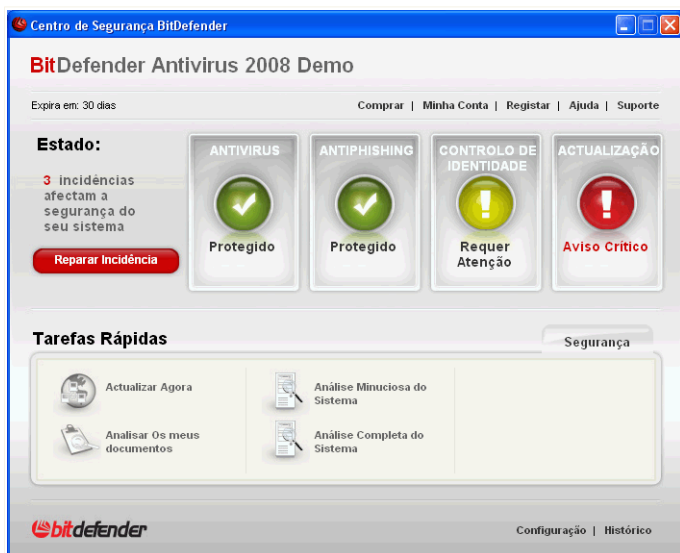 Centro de Segurança BitDefender
BitDefender Antivirus 2008 Demo
Expira em: 30 dias
Comprar | Minha Conta | Registar | Ajuda | Suporte
Estado:
3 incidências
afectam a
segurança do
seu sistema
Reparar Incidência
ANTIVIRUS
Protegido
ANTIPHISHING
Protegido
CONTROLO DE
IDENTIDADE
Requer
Atenção
ACTUALIZAÇÃO
Aviso Crítico
Tarefas Rápidas
Segurança
Actualizar Agora
Análise Minuciosa do
Sistema
Analisar Os meus
documentos
Análise Completa do
Sistema
bitdefender
Configuração | Histórico